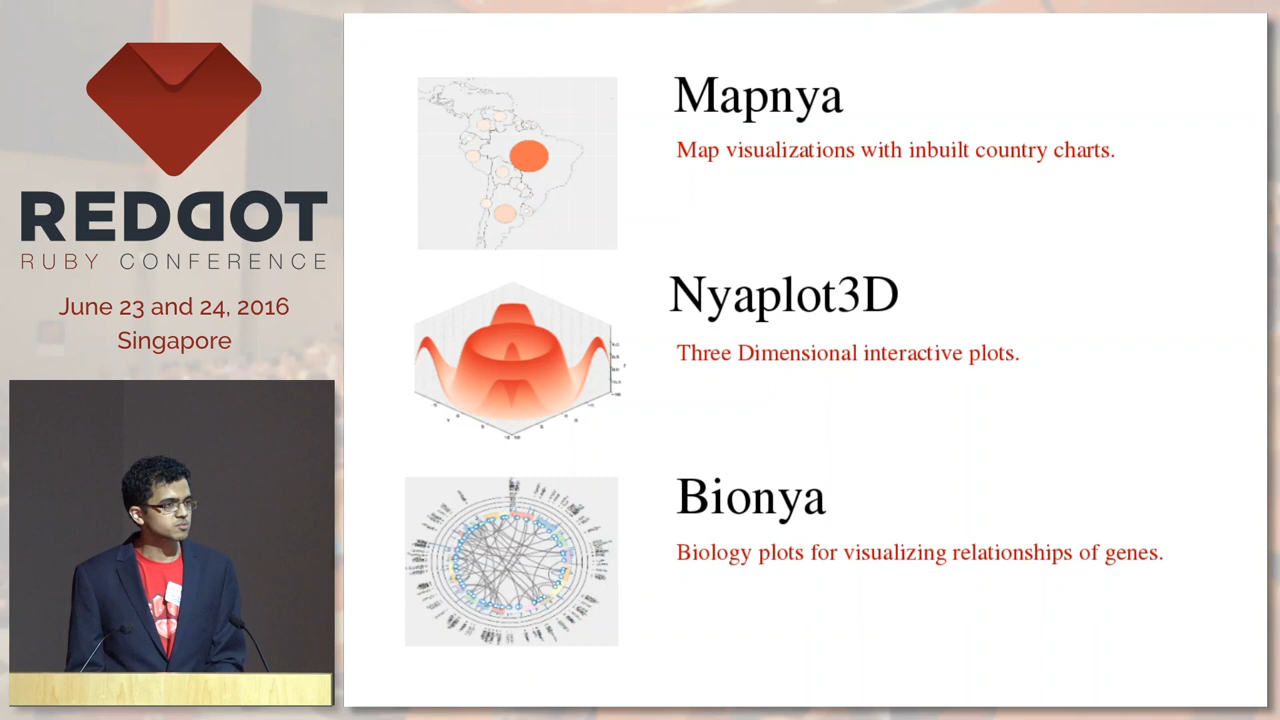 REDDOT
RUBY CONFERENCE
June 23 and 24, 2016
Singapore
Mapnya
Map visualizations with inbuilt country charts.
Nyaplot3D
Three Dimensional interactive plots.
Bionya
Biology plots for visualizing relationships of genes.